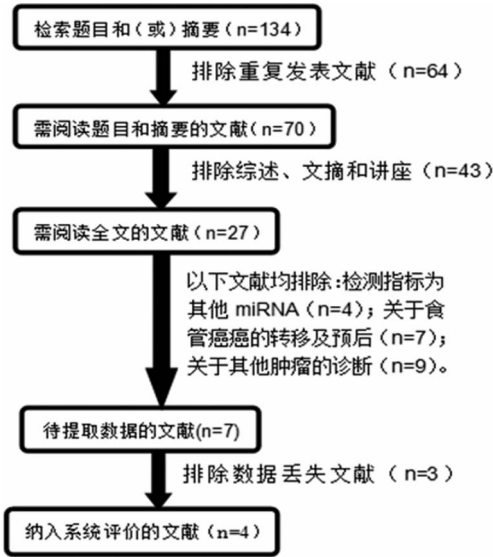 检索题目和（或）摘要（n=134）
排除重复发表文献（n=64）
需阅读题目和摘要的文献（n=70）
排除综述、文摘和讲座（n=43）
需阅读全文的文献（n=27）
以下文献均排除：检测指标为
其他 miRNA（n=4）；关于食
管癌癌的转移及预后（n=7）；
关于其他肿瘤的诊断（n=9）。
待提取数据的文献(n=7)
排除数据丢失文献（n=3）
纳入系统评价的文献（n=4）